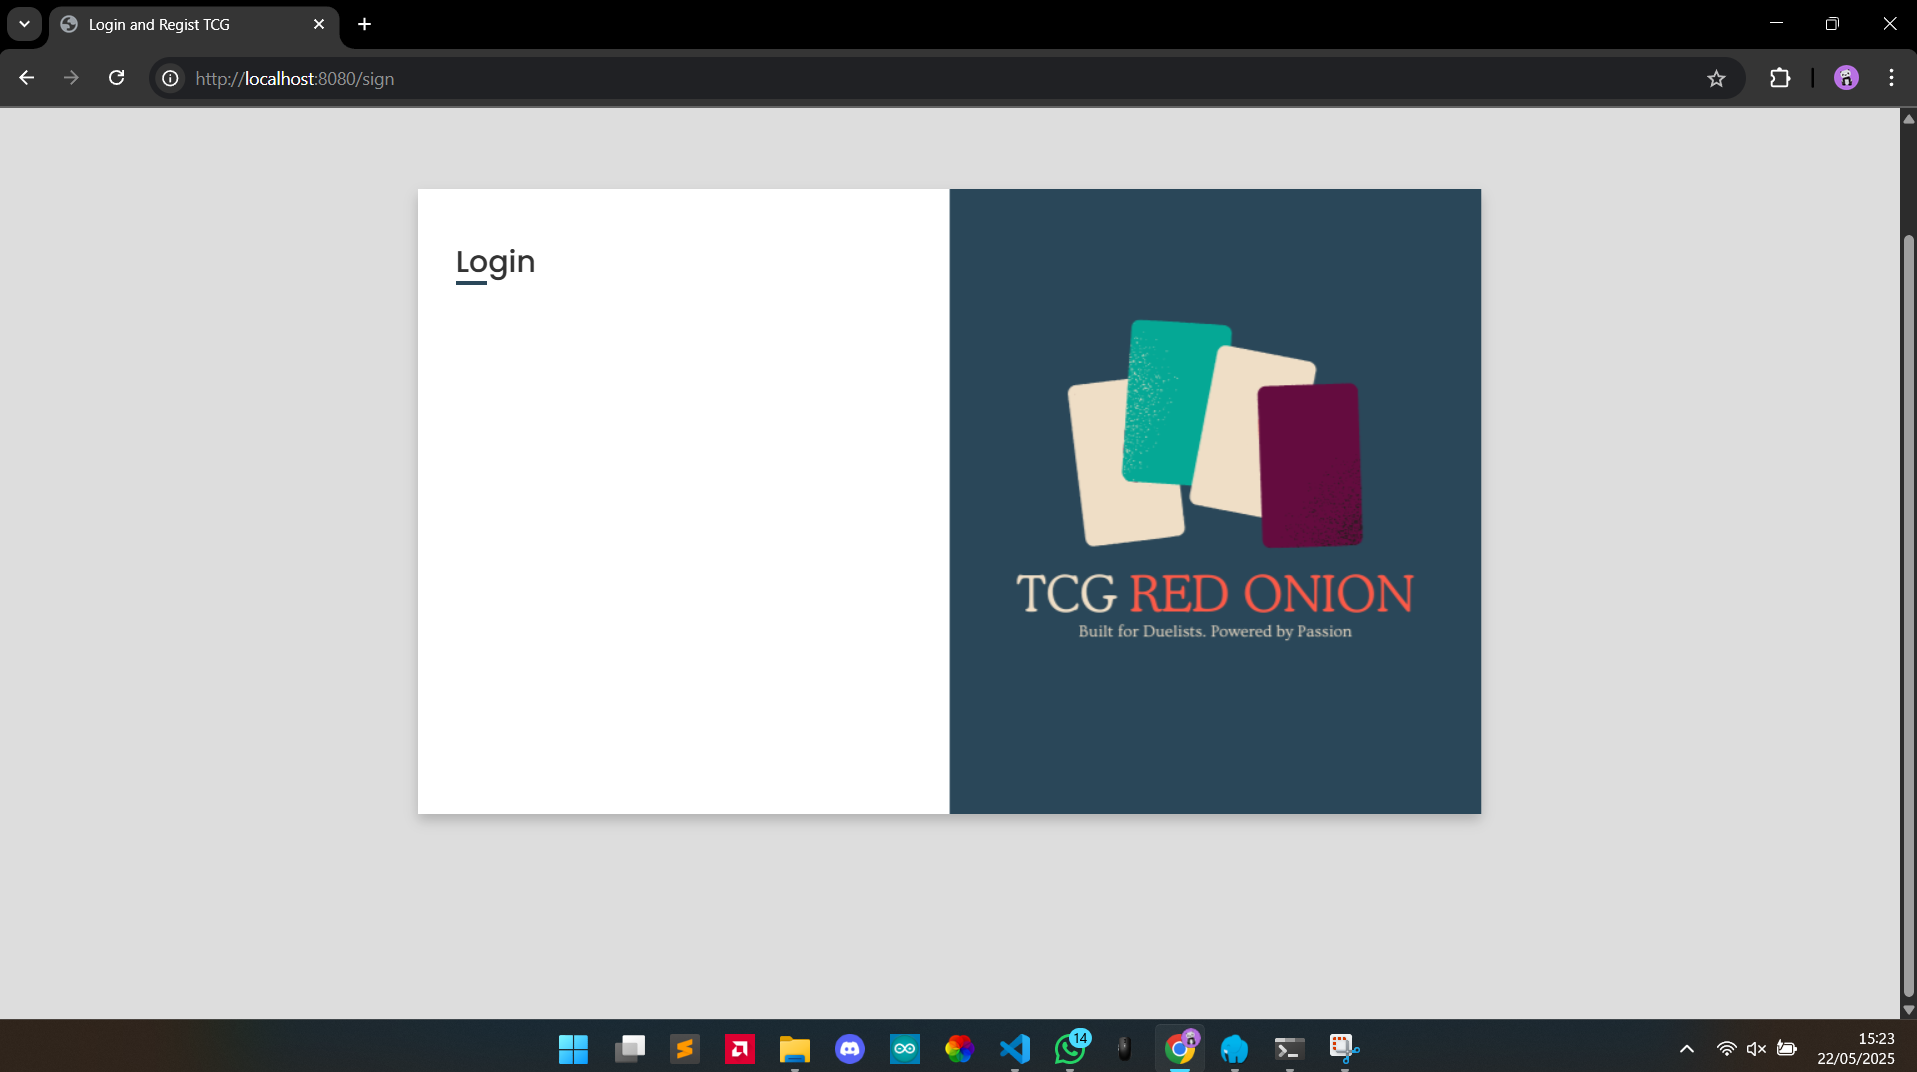 Login and Regist TCG
http://localhost:8080/sign
Login
TCG RED ONION
Built for Duelists. Powered by Passion
14
15:23
22/05/2025